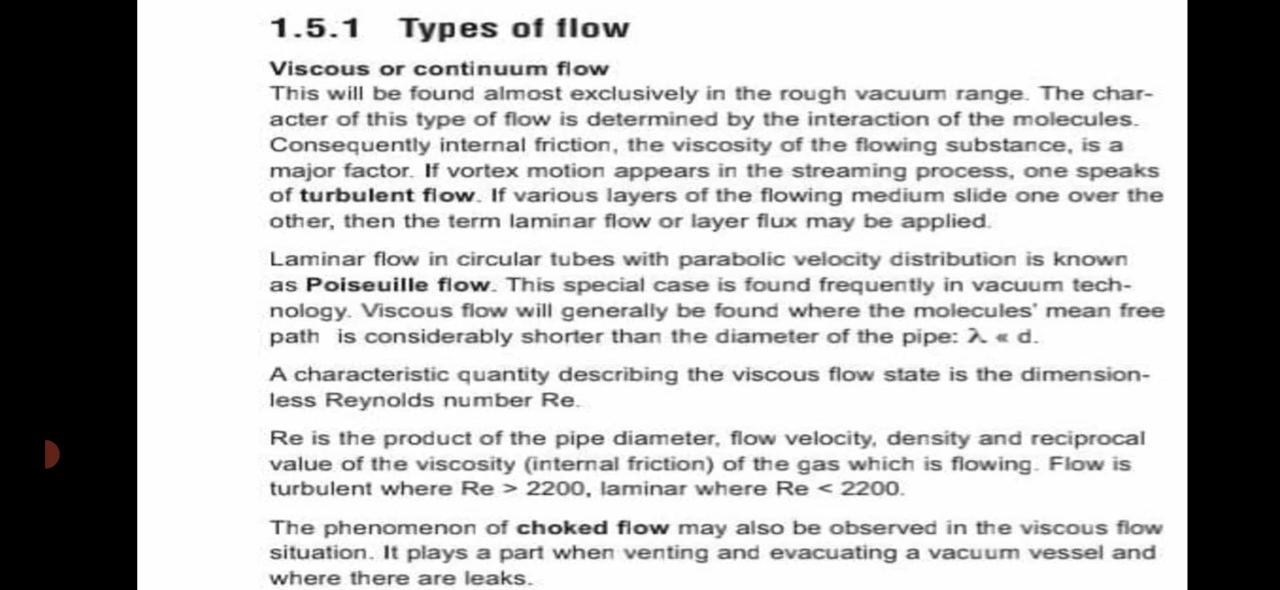 1.5.1 Types of flow
Viscous or continuum flow
This will be found almost exclusively in the rough vacuum range. The char-
acter of this type of flow is determined by the interaction of the molecules.
Consequently internal friction, the viscosity of the flowing substance, is a
major factor. If vortex motion appears in the streaming process, one speaks
of turbulent flow. If various layers of the flowing medium slide one over the
other, then the term laminar flow or layer flux may be applied.
Laminar flow in circular tubes with parabolic velocity distribution is known
as Poiseuille flow. This special case is found frequently in vacuum tech-
nology. Viscous flow will generally be found where the molecules' mean free
path is considerably shorter than the diameter of the pipe: λ « d.
A characteristic quantity describing the viscous flow state is the dimension-
less Reynolds number Re.
Re is the product of the pipe diameter, flow velocity, density and reciprocal
value of the viscosity (internal friction) of the gas which is flowing. Flow is
turbulent where Re > 2200, laminar where Re < 2200.
The phenomenon of choked flow may also be observed in the viscous flow
situation. It plays a part when venting and evacuating a vacuum vessel and
where there are leaks.